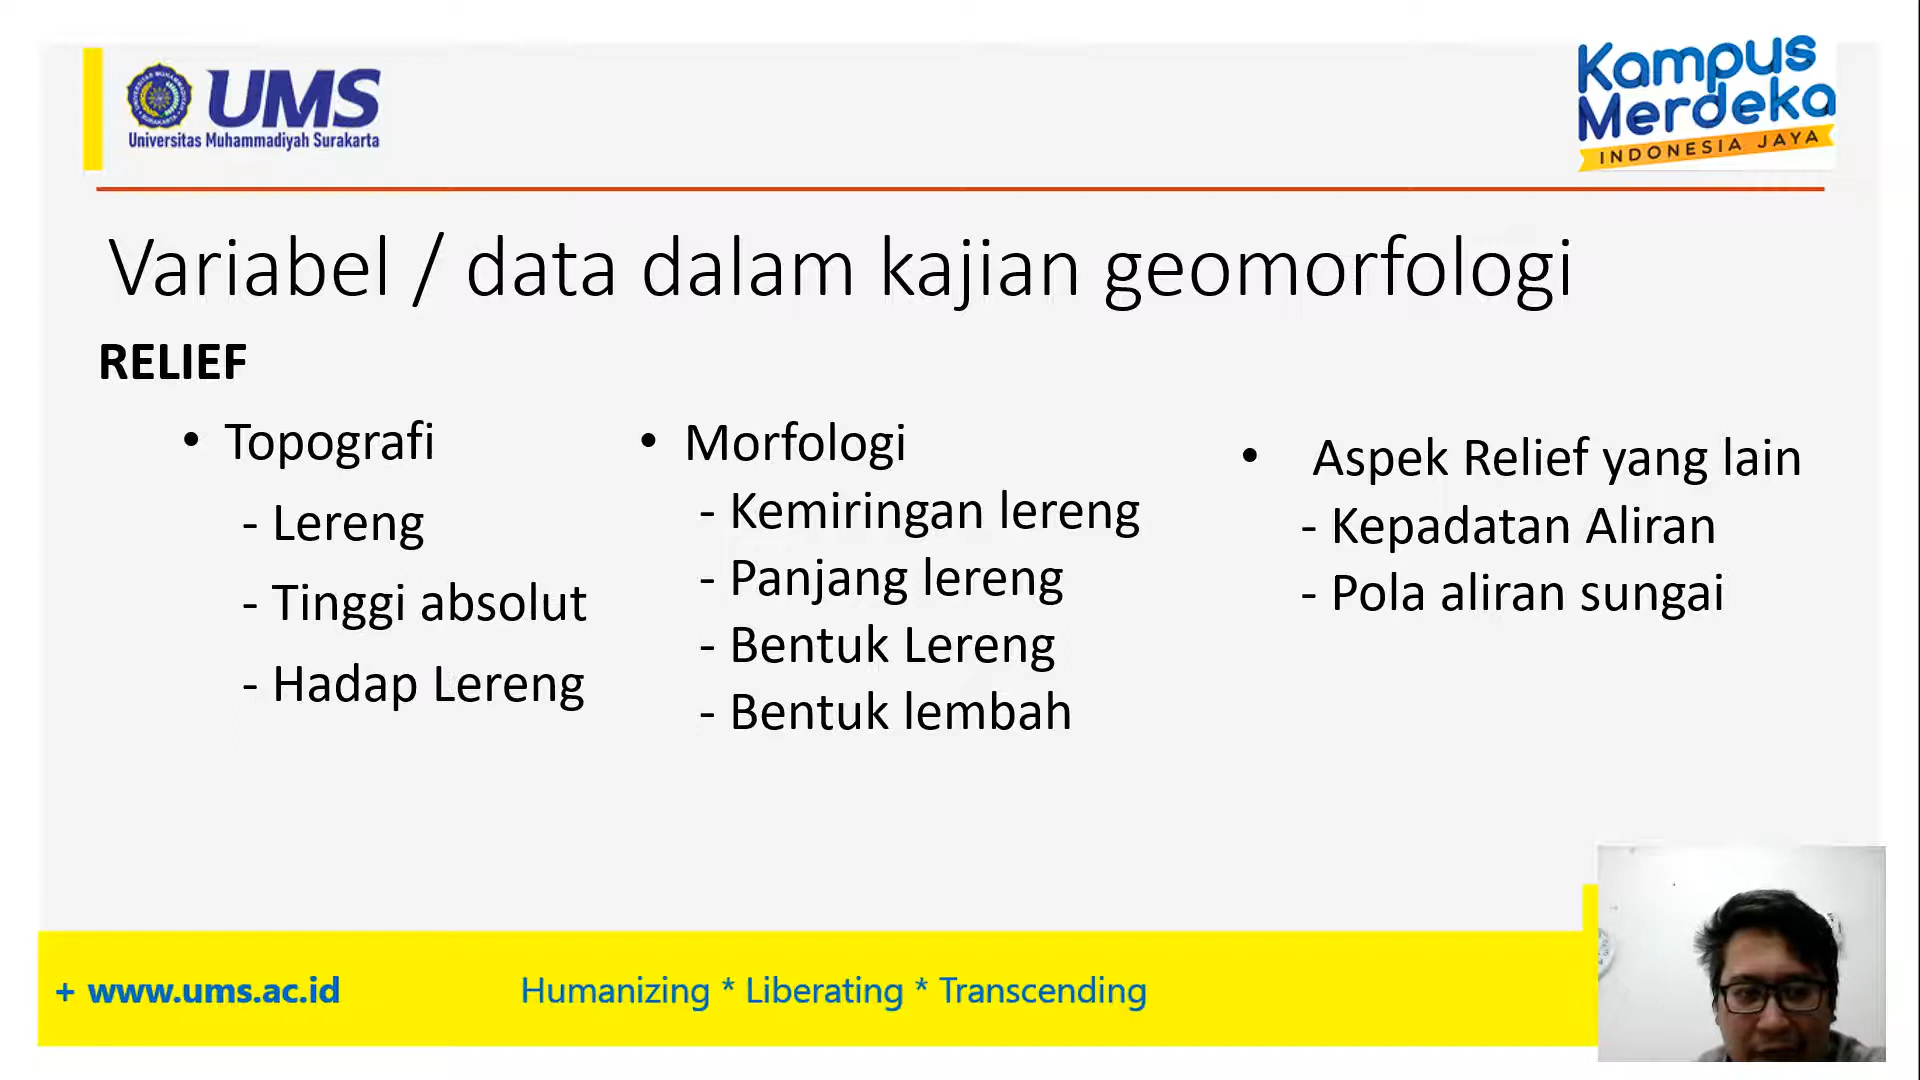 UMS
Universitas Muhammadiyah Surakarta
Kampus
Merdeka
INDONESIA JAYA
Variabel / data dalam kajian geomorfologi
RELIEF
• Topografi
- Lereng
- Tinggi absolut
- Hadap Lereng
• Morfologi
- Kemiringan lereng
- Panjang lereng
- Bentuk Lereng
- Bentuk lembah
• Aspek Relief yang lain
- Kepadatan Aliran
- Pola aliran sungai
+ www.ums.ac.id
Humanizing * Liberating * Transcending